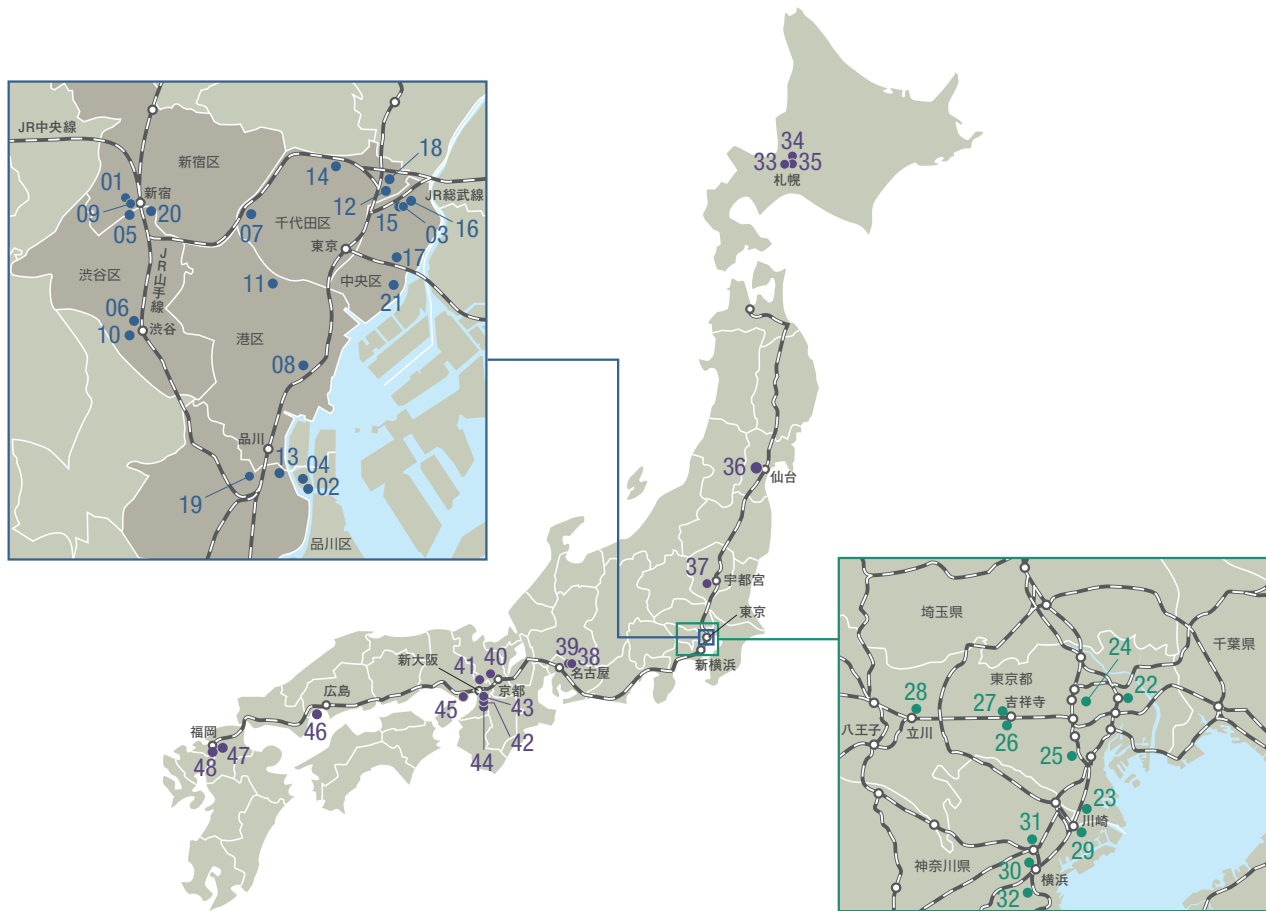 JR中央線
新宿区
18
14
01
新宿
12
JR総武線
09
20
千代田区
15
16
05
07
03
東京
17
渋谷区
JR山手線
11
中央区
21
06
渋谷
10
港区
08
品川
13
04
19
02
品川区
34
33
35
札幌
36
仙台
37
宇都宮
東京
新横浜
39
38
名古屋
新大阪
41
40
京都
広島
45
43
46
42
福岡
47
48
44
埼玉県
千葉県
24
東京都
28
27
吉祥寺
22
八王子
立川
26
25
23
31
川崎
29
神奈川県
30
横浜
32